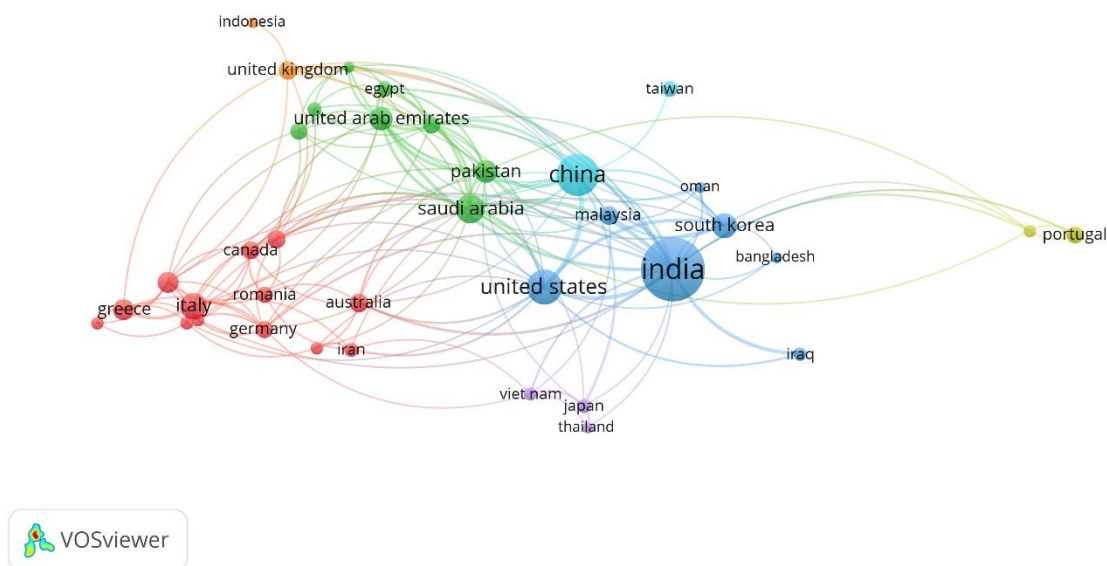 indonesia
united kingdom
egypt
taiwan
united arab emirates
pakistan
china
oman
saudi arabia
malaysia
south korea
portugal
canada
bangladesh
india
united states
romania
australia
greece
italy
germany
iran
iraq
viet nam
japan
thailand
VOSviewer